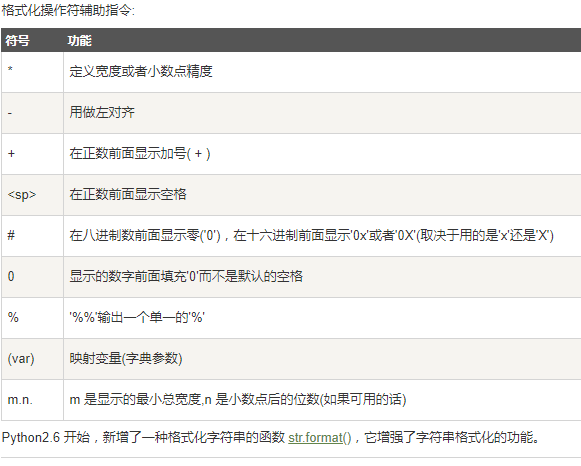 格式化操作符辅助指令:
符号 功能
* 定义宽度或者小数点精度
- 用做左对齐
+ 在正数前面显示加号( + )
<sp> 在正数前面显示空格
# 在八进制数前面显示零('0')，在十六进制前面显示'0x'或者'0X'(取决于用的是'x'还是'X')
0 显示的数字前面填充'0'而不是默认的空格
% '%%'输出一个单一的'%'
(var) 映射变量(字典参数)
m.n. m 是显示的最小总宽度,n 是小数点后的位数(如果可用的话)
Python2.6 开始，新增了一种格式化字符串的函数 str.format()，它增强了字符串格式化的功能。